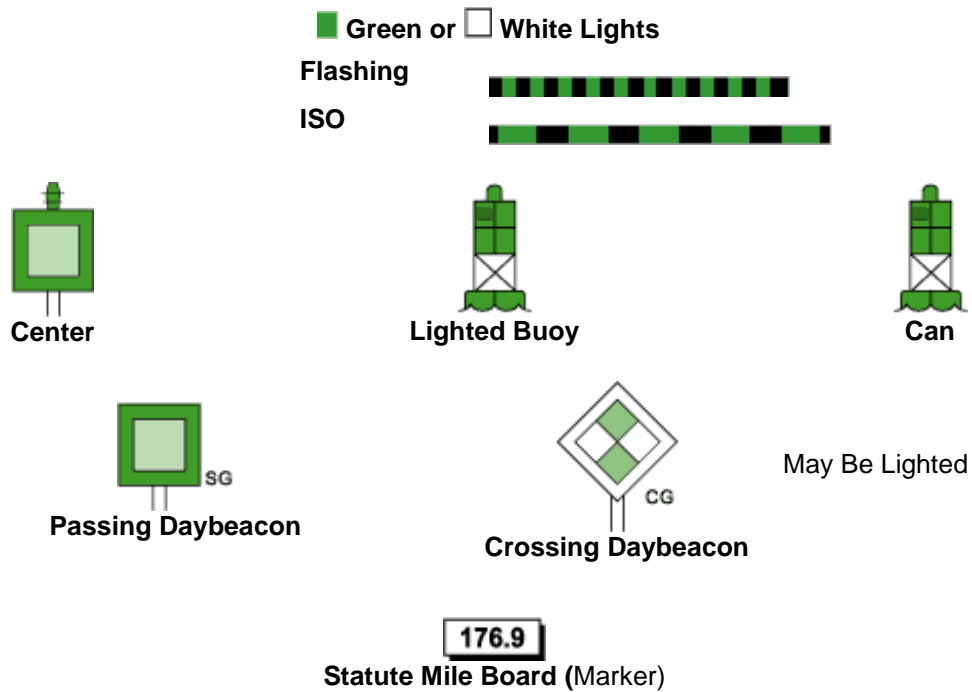 Green or White Lights
Flashing
ISO
Center
Lighted Buoy
Can
SG
Passing Daybeacon
CG
May Be Lighted
Crossing Daybeacon
176.9
Statute Mile Board (Marker)